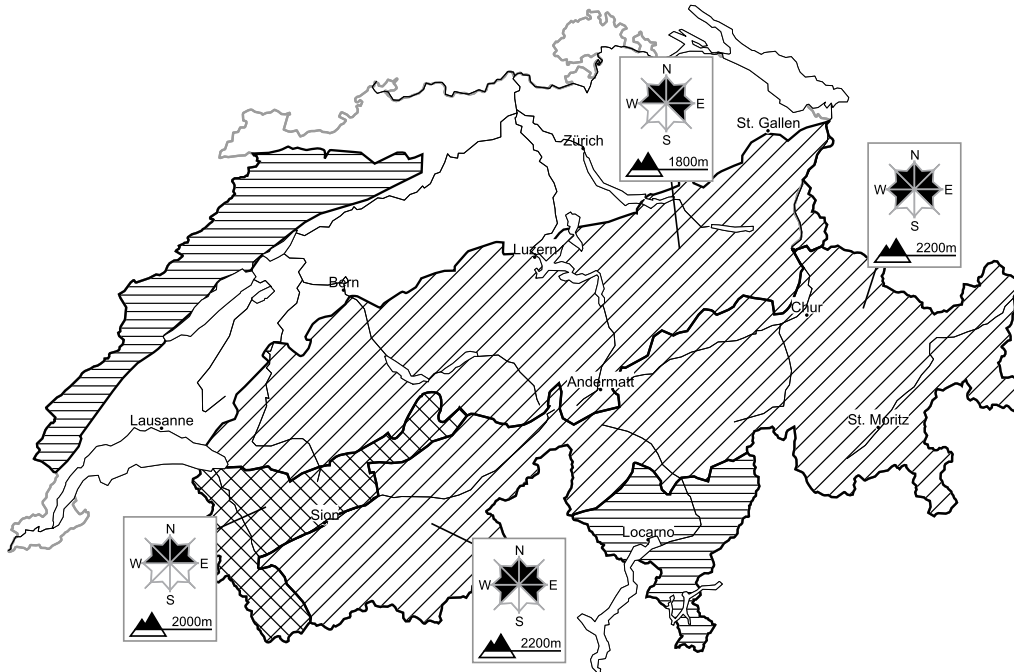 N
W E
S
1800m
St. Gallen
Zürich
N
W E
S
2200m
Luzern
Bern
Chur
Andermatt
Lausanne
St. Moritz
Sion
Locarno
N
W E
S
2000m
N
W E
S
2200m